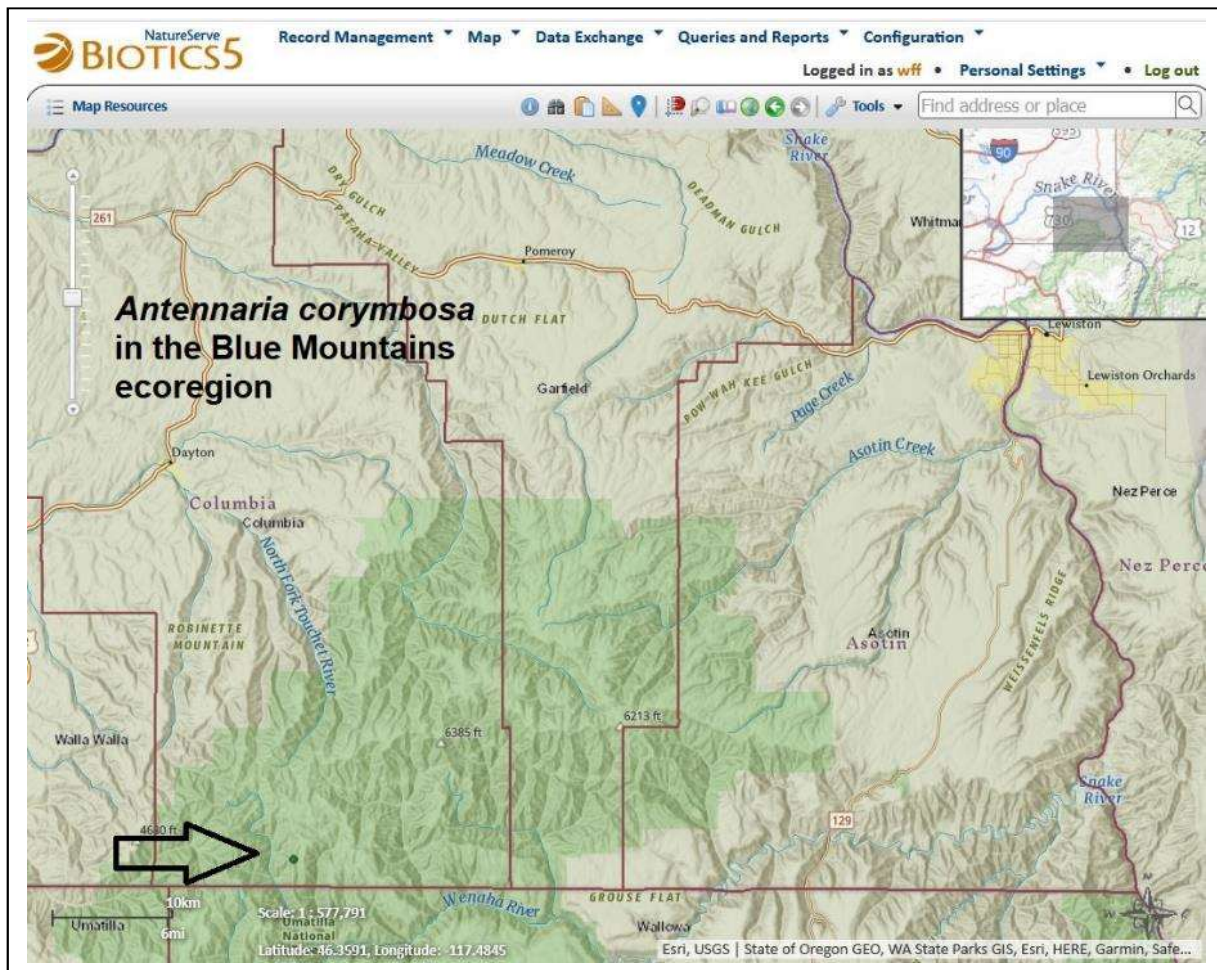 NatureServe
BIOTICS5
Record Management Map Data Exchange Queries and Reports Configuration
Logged in as wff • Personal Settings • Log out
Map Resources
Tools
Find address or place
Snake River
395
90
Snake River
730
12
Meadow Creek
DRY GULCH
PATAHA VALLEY
DEADMAN GULCH
261
Whitma
Pomeroy
Antennaria corymbosa
in the Blue Mountains
ecoregion
DUTCH FLAT
Lewiston
Garfield
POW WAH KEE GULCH
Page Creek
Lewiston Orchards
Asotin Creek
Dayton
Columbia
Columbia
Nez Perce
Nez Perc
North Fork Touchet River
ROBINETTE
MOUNTAIN
Asotin
Asotin
WEISSENFELS RIDGE
6213 ft
6385 ft
Walla Walla
Snake
River
129
10km
6mi
Umatilla
Scale: 1 : 577,791
Umatilla
National
Latitude: 46.3591, Longitude: -117.4845
Wenaha River
GROUSE FLAT
Wallowa
N
W
Esri, USGS | State of Oregon GEO, WA State Parks GIS, Esri, HERE, Garmin, Safe...